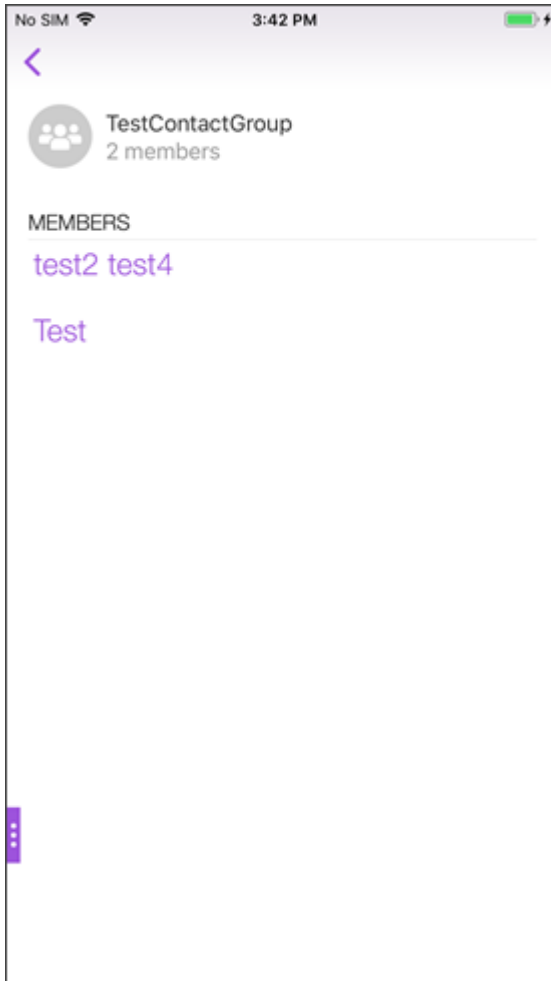 No SIM 3:42 PM
TestContactGroup
2 members
MEMBERS
test2 test4
Test